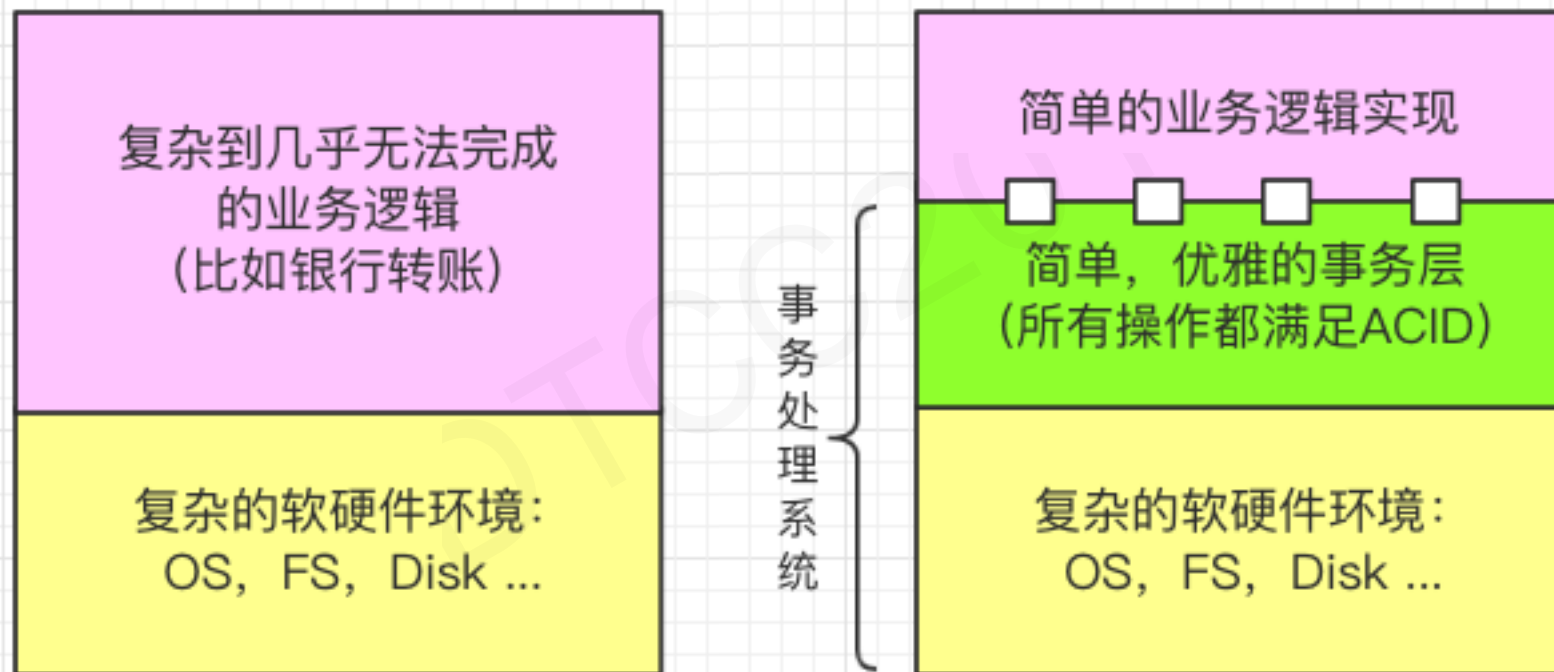 复杂到几乎无法完成
的业务逻辑
（比如银行转账）
复杂的软硬件环境：
OS，FS，Disk ...
事务处理系统
简单的业务逻辑实现
简单，优雅的事务层
（所有操作都满足ACID）
复杂的软硬件环境：
OS，FS，Disk ...